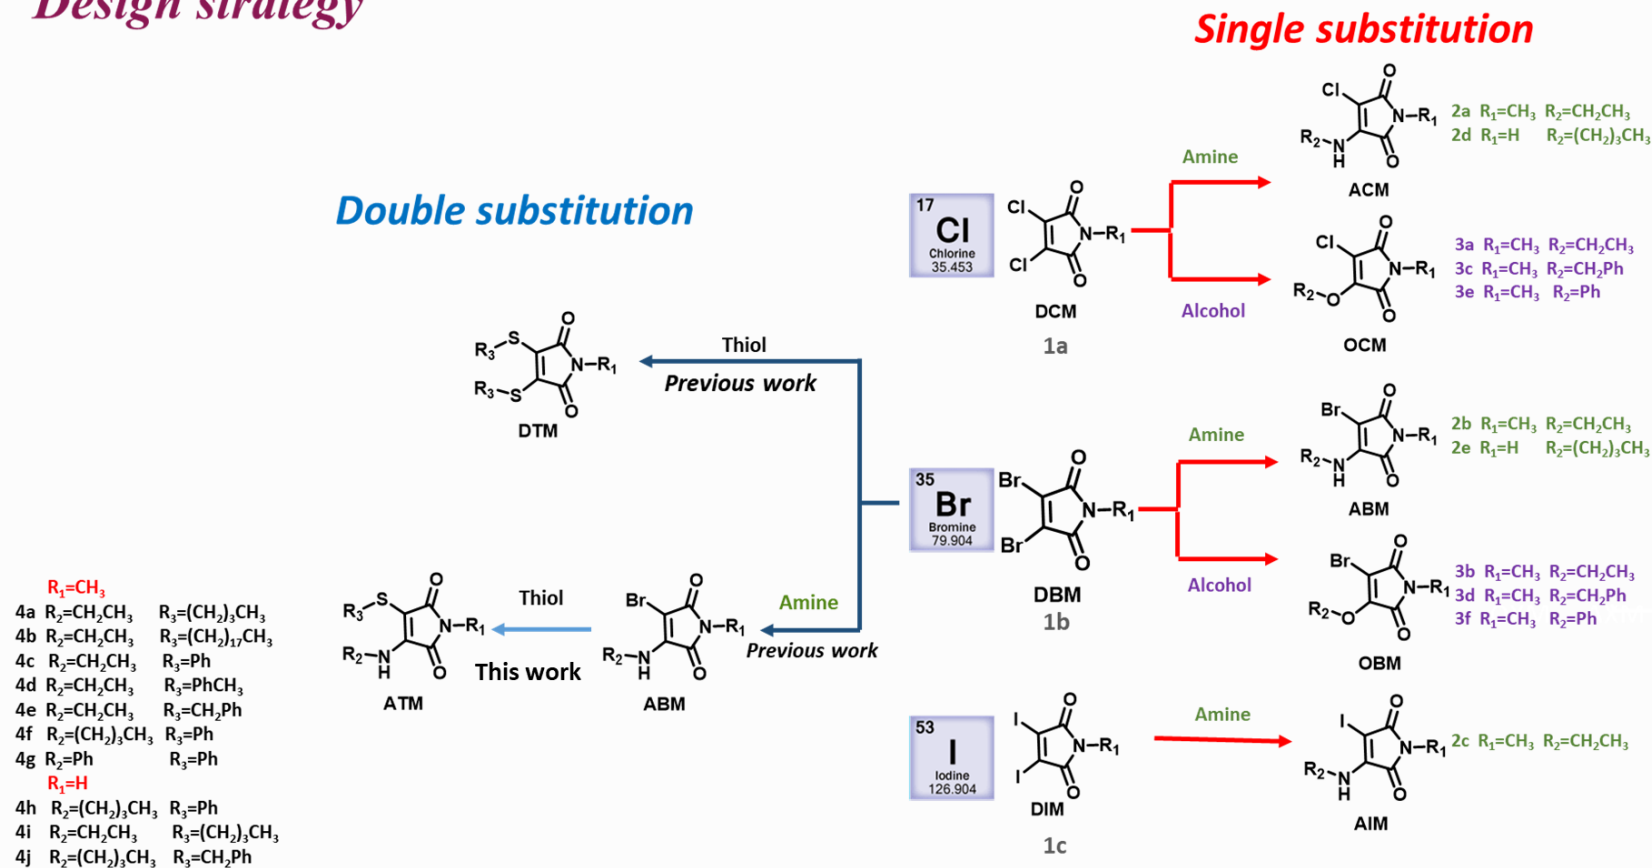 Design strategy
Single substitution
Double substitution
17
Cl
Chlorine
35.453
Cl
Cl
O
O
N-R₁
DCM
1a
Amine
Alcohol
Cl
O
O
N-R₁
R₂
N
H
ACM
2a R₁=CH₃ R₂=CH₂CH₃
2d R₁=H R₂=(CH₂)₃CH₃
Cl
O
O
N-R₁
R₂
O
OCM
3a R₁=CH₃ R₂=CH₂CH₃
3c R₁=CH₃ R₂=CH₂Ph
3e R₁=CH₃ R₂=Ph
Thiol
Previous work
R₃
S
R₃
S
O
O
N-R₁
DTM
35
Br
Bromine
79.904
Br
Br
O
O
N-R₁
DBM
1b
Amine
Alcohol
Br
O
O
N-R₁
R₂
N
H
ABM
2b R₁=CH₃ R₂=CH₂CH₃
2e R₁=H R₂=(CH₂)₃CH₃
Br
O
O
N-R₁
R₂
O
OBM
3b R₁=CH₃ R₂=CH₂CH₃
3d R₁=CH₃ R₂=CH₂Ph
3f R₁=CH₃ R₂=Ph
Amine
Previous work
Br
O
O
N-R₁
R₂
N
H
ABM
Thiol
This work
R₃
S
O
O
N-R₁
R₂
N
H
ATM
R₁=CH₃
4a R₂=CH₂CH₃ R₃=(CH₂)₃CH₃
4b R₂=CH₂CH₃ R₃=(CH₂)₁₇CH₃
4c R₂=CH₂CH₃ R₃=Ph
4d R₂=CH₂CH₃ R₃=PhCH₃
4e R₂=CH₂CH₃ R₃=CH₂Ph
4f R₂=(CH₂)₃CH₃ R₃=Ph
4g R₂=Ph R₃=Ph
R₁=H
4h R₂=(CH₂)₃CH₃ R₃=Ph
4i R₂=CH₂CH₃ R₃=(CH₂)₃CH₃
4j R₂=(CH₂)₃CH₃ R₃=CH₂Ph
53
I
Iodine
126.904
I
I
O
O
N-R₁
DIM
1c
Amine
I
O
O
N-R₁
R₂
N
H
AIM
2c R₁=CH₃ R₂=CH₂CH₃